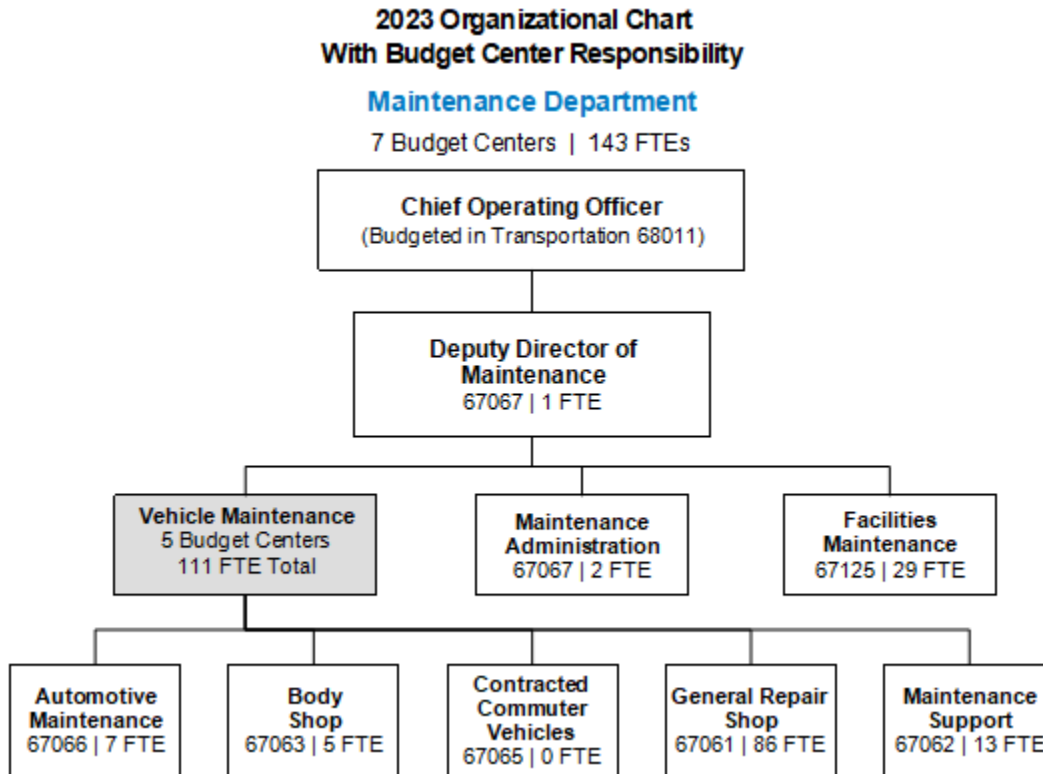 2023 Organizational Chart
With Budget Center Responsibility
Maintenance Department
7 Budget Centers | 143 FTEs
Chief Operating Officer
(Budgeted in Transportation 68011)
Deputy Director of
Maintenance
67067 | 1 FTE
Vehicle Maintenance
5 Budget Centers
111 FTE Total
Maintenance
Administration
67067 | 2 FTE
Facilities
Maintenance
67125 | 29 FTE
Automotive
Maintenance
67066 | 7 FTE
Body
Shop
67063 | 5 FTE
Contracted
Commuter
Vehicles
67065 | 0 FTE
General Repair
Shop
67061 | 86 FTE
Maintenance
Support
67062 | 13 FTE